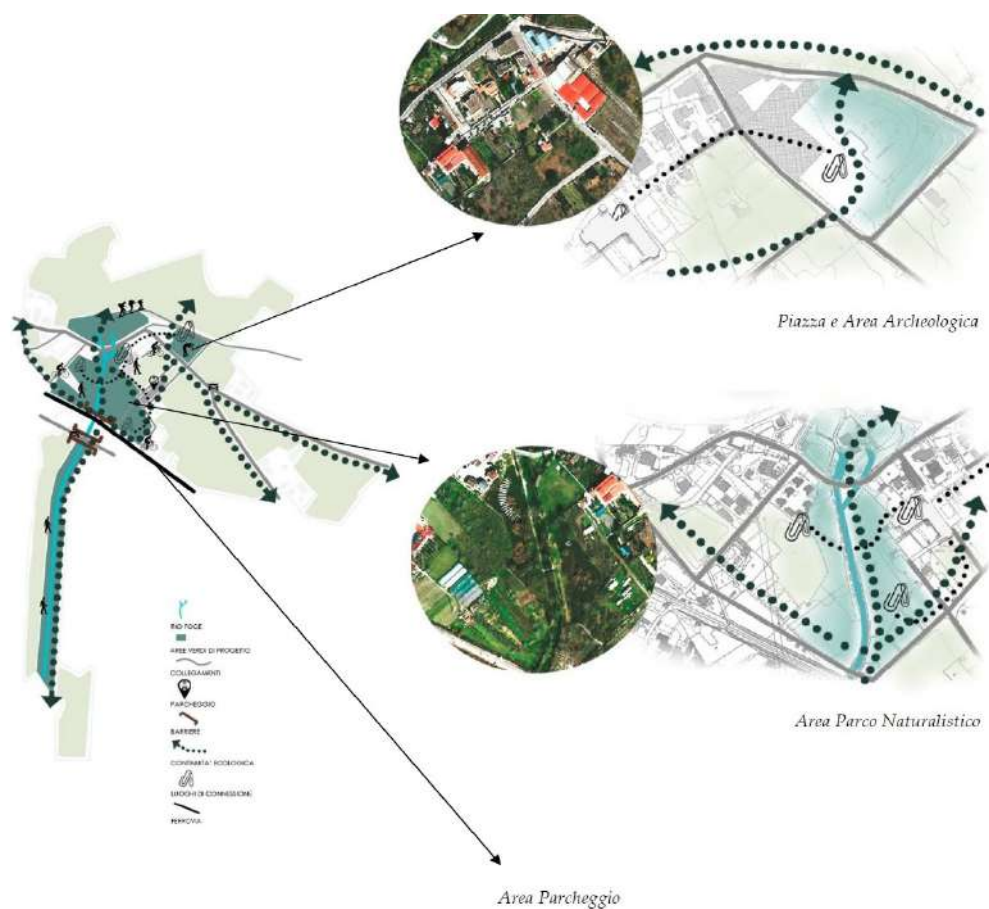 Piazza e Area Archeologica
Area Parco Naturalistico
RIO FOCE
AREE VERDI DI PROGETTO
COLLEGAMENTI
PARCHEGGIO
BARRIERE
CONTINUITA' ECOLOGICA
LUOGHI DI CONNESSIONE
FERROVIA
Area Parcheggio